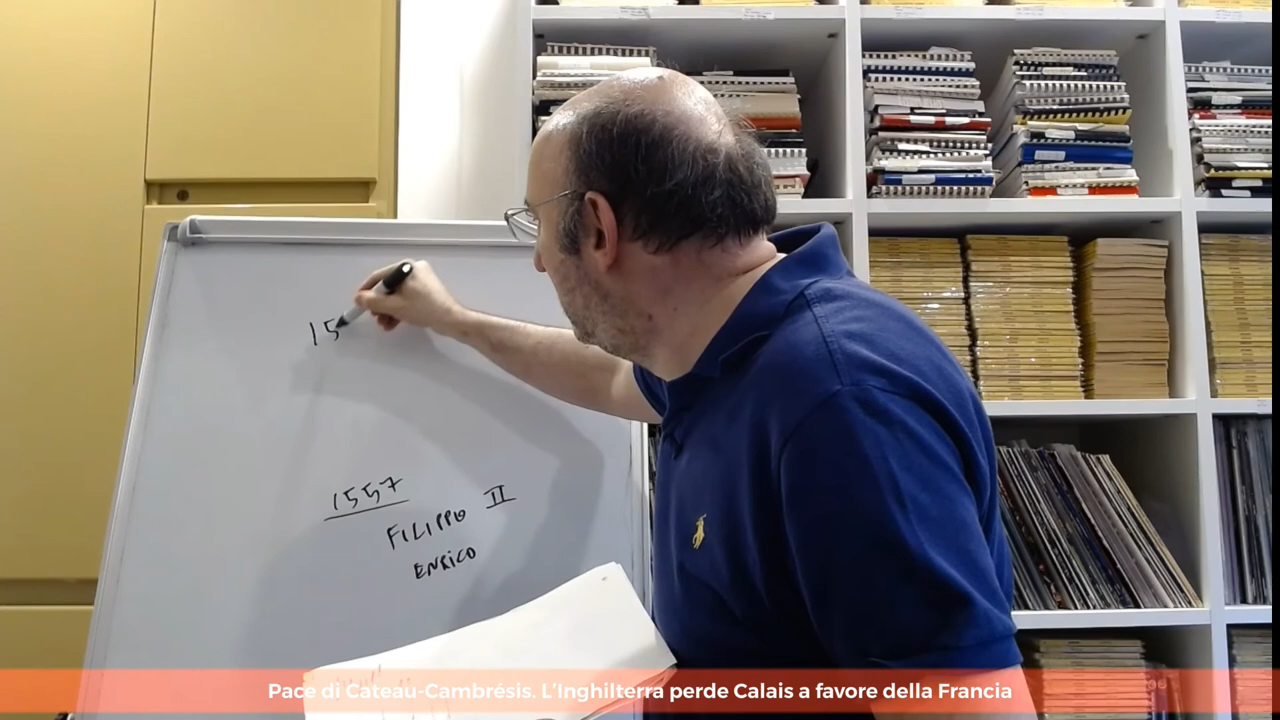 15
1557
FILIPPO II
ENRICO
Pace di Cateau-Cambrésis. L'Inghilterra perde Calais a favore della Francia